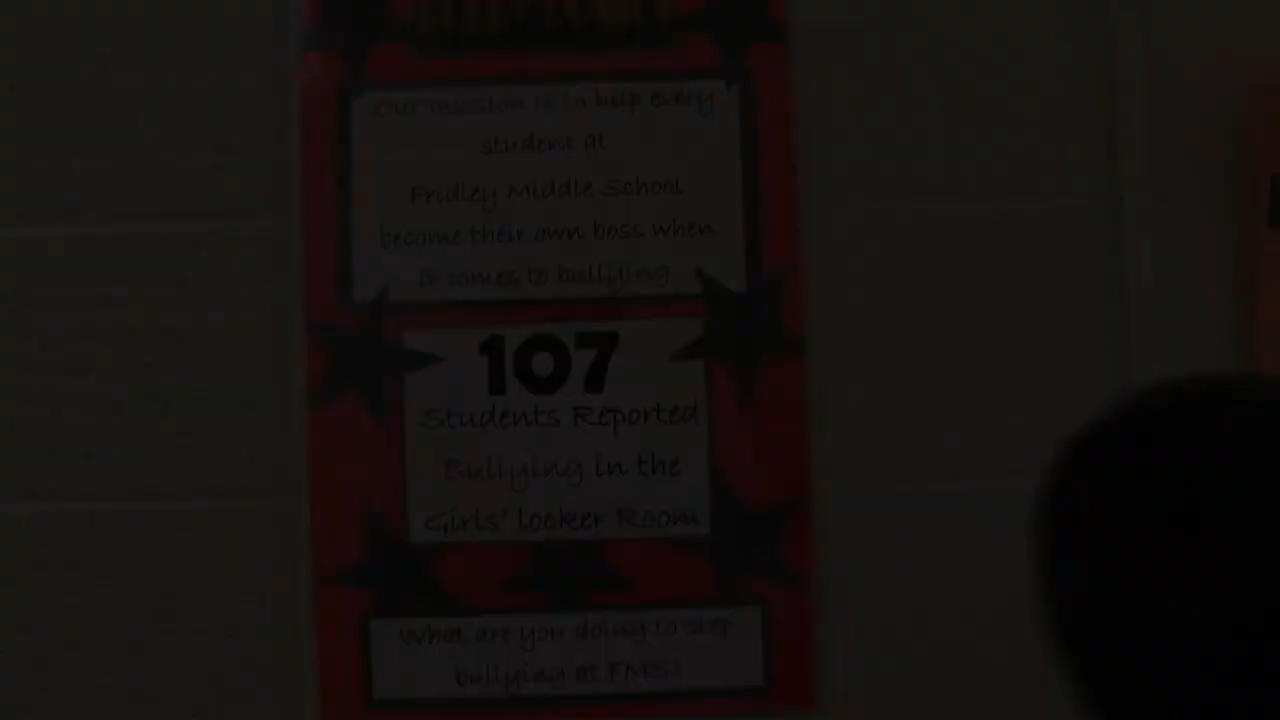 Our mission is to help every
student at
Fridley Middle School
become their own boss when
it comes to bullying
107
Students Reported
Bullying in the
Girls' Locker Room
What are you doing to stop
bullying at FMS?